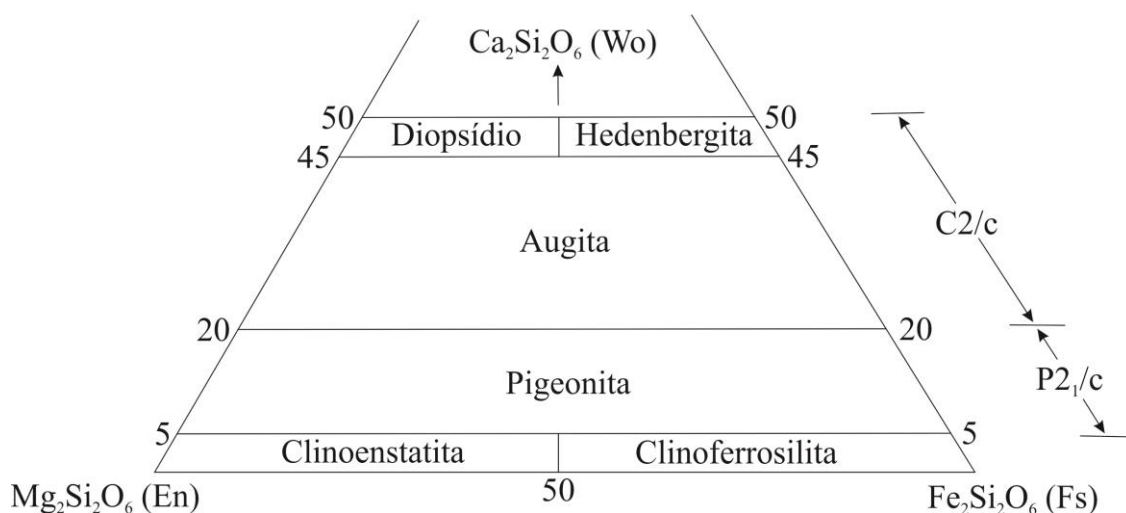 Ca₂Si₂O₆ (Wo)
50 Diopsídio Hedenbergita 50
45 45
C2/c
Augita
20 20
Pigeonita
P2₁/c
5 Clinoenstatita Clinoferrosilita 5
Mg₂Si₂O₆ (En) 50 Fe₂Si₂O₆ (Fs)